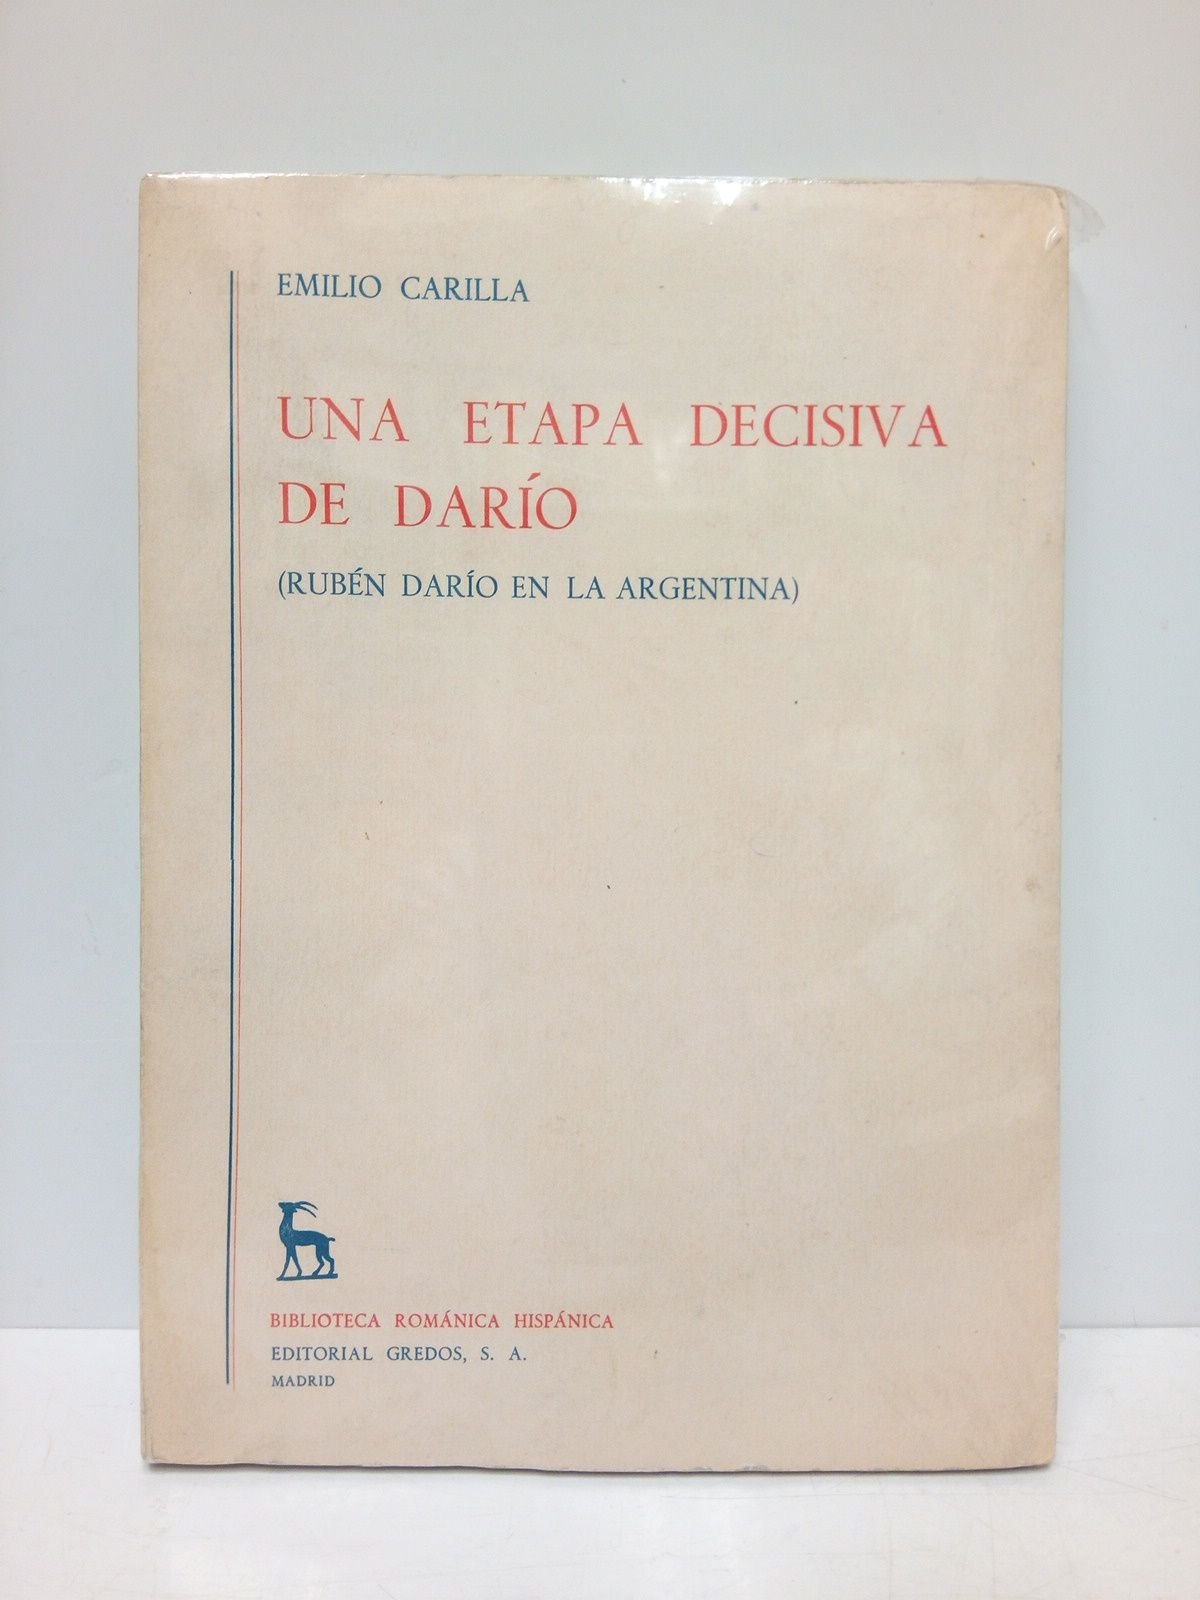 EMILIO CARILLA
UNA ETAPA DECISIVA
DE DARÍO
(RUBÉN DARÍO EN LA ARGENTINA)
BIBLIOTECA ROMÁNICA HISPÁNICA
EDITORIAL GREDOS, S. A.
MADRID